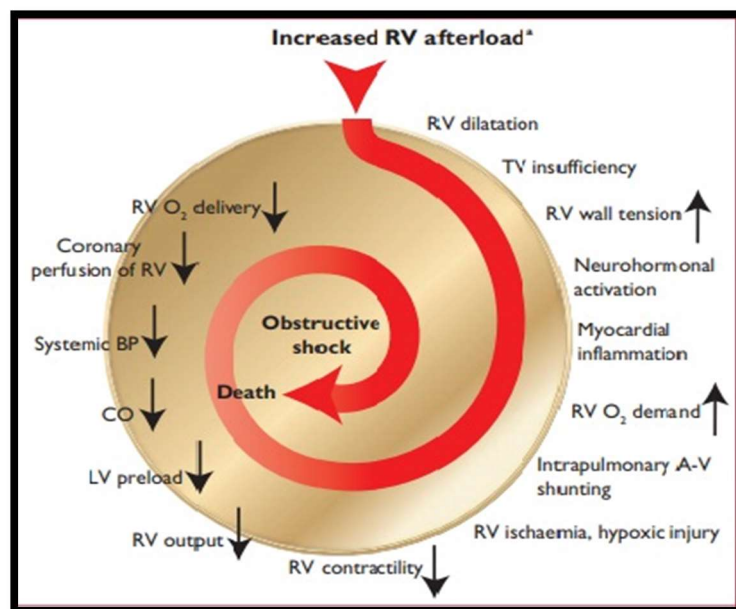 Increased RV afterloadᵃ
RV dilatation
TV insufficiency
RV wall tension
Neurohormonal
activation
Myocardial
inflammation
RV O₂ demand
Intrapulmonary A-V
shunting
RV ischaemia, hypoxic injury
RV contractility
RV output
LV preload
CO
Systemic BP
Coronary
perfusion of RV
RV O₂ delivery
Obstructive
shock
Death